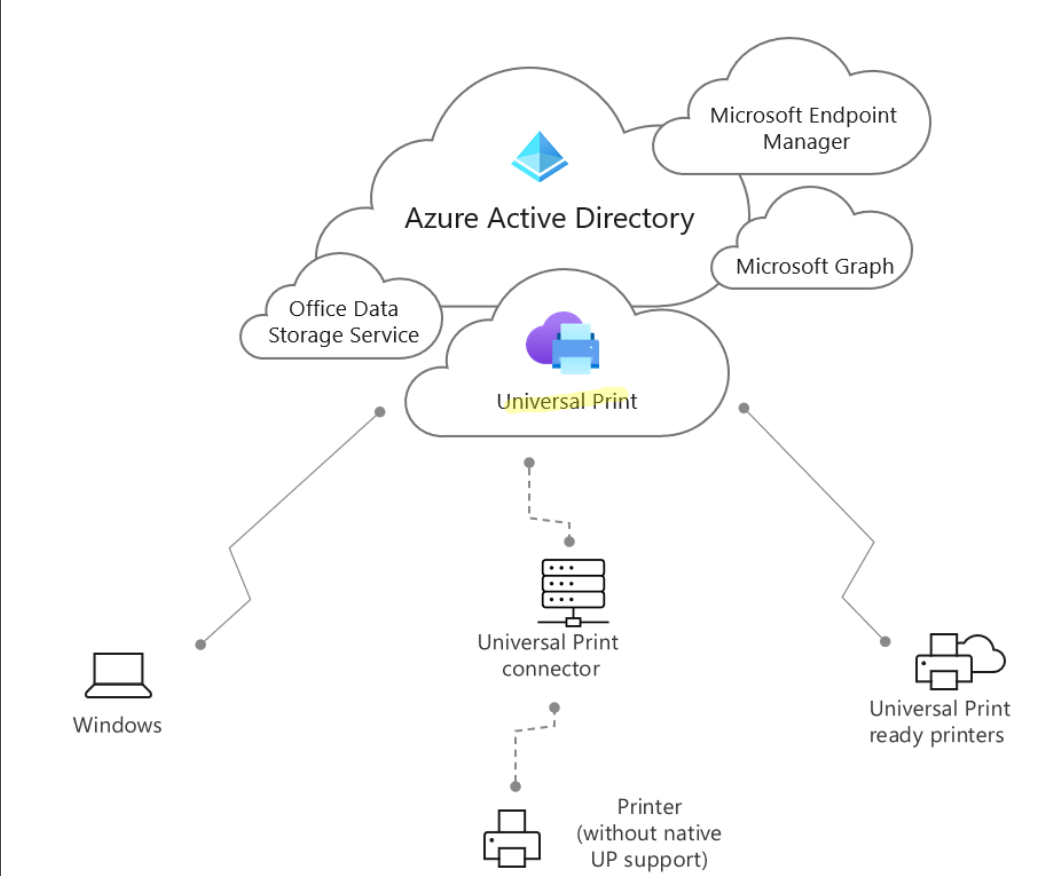 Microsoft Endpoint
Manager
Azure Active Directory
Microsoft Graph
Office Data
Storage Service
Universal Print
Universal Print
connector
Windows
Universal Print
ready printers
Printer
(without native
UP support)